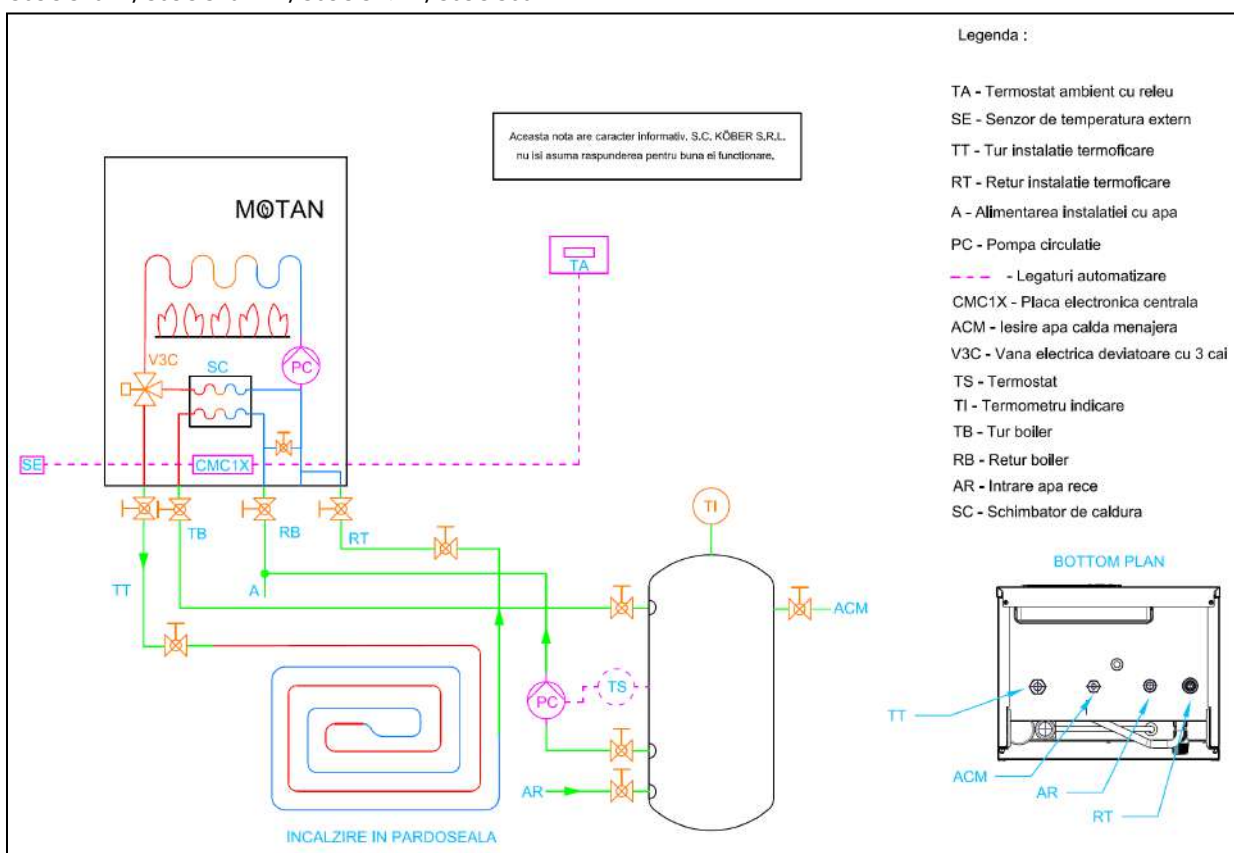 Aceasta nota are caracter informativ. S.C. KÖBER S.R.L.
nu isi asuma raspunderea pentru buna ei functionare.
MOTAN
V3C
SC
PC
TA
SE
CMC1X
TB
RB
RT
TT
A
TI
ACM
TS
PC
AR
INCALZIRE IN PARDOSEALA
Legenda :
TA - Termostat ambient cu releu
SE - Senzor de temperatura extern
TT - Tur instalatie termoficare
RT - Retur instalatie termoficare
A - Alimentarea instalatiei cu apa
PC - Pompa circulatie
- Legaturi automatizare
CMC1X - Placa electronica centrala
ACM - Iesire apa calda menajera
V3C - Vana electrica deviatoare cu 3 cai
TS - Termostat
TI - Termometru indicare
TB - Tur boiler
RB - Retur boiler
AR - Intrare apa rece
SC - Schimbator de caldura
BOTTOM PLAN
TT
ACM
AR
RT